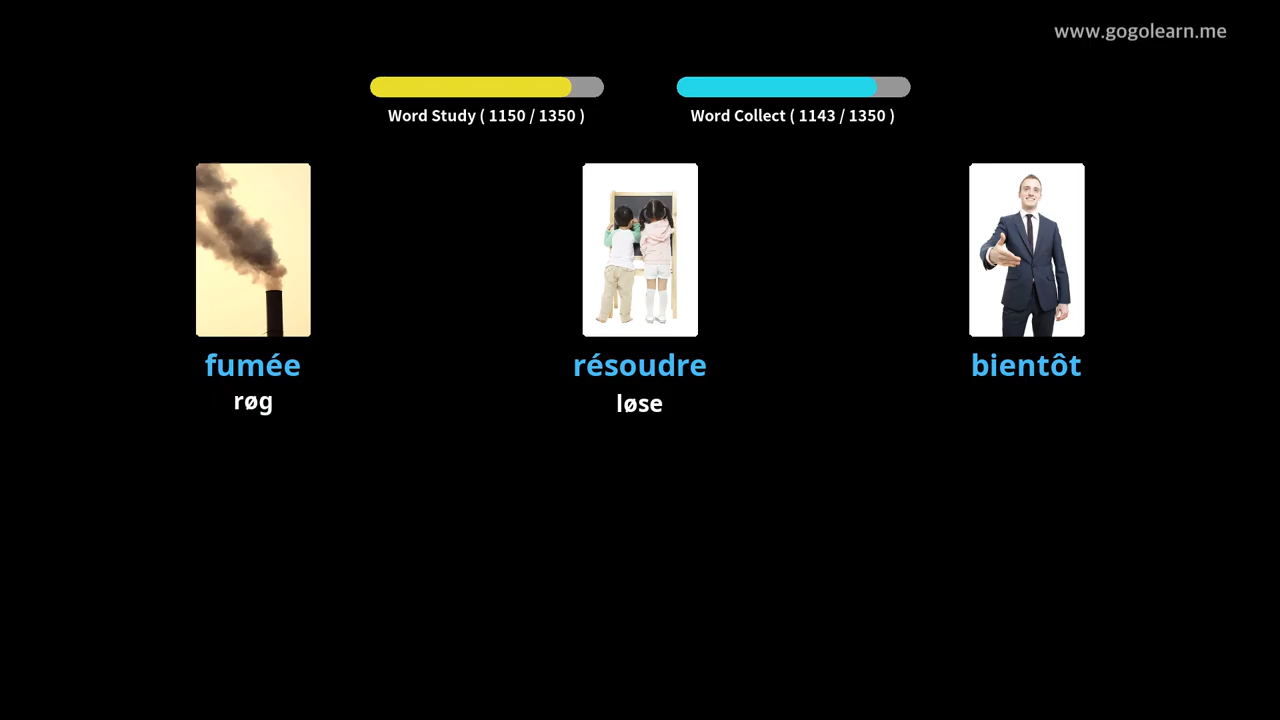 www.gogolearn.me
Word Study ( 1150 / 1350 )
Word Collect ( 1143 / 1350 )
fumée
résoudre
bientôt
røg
løse